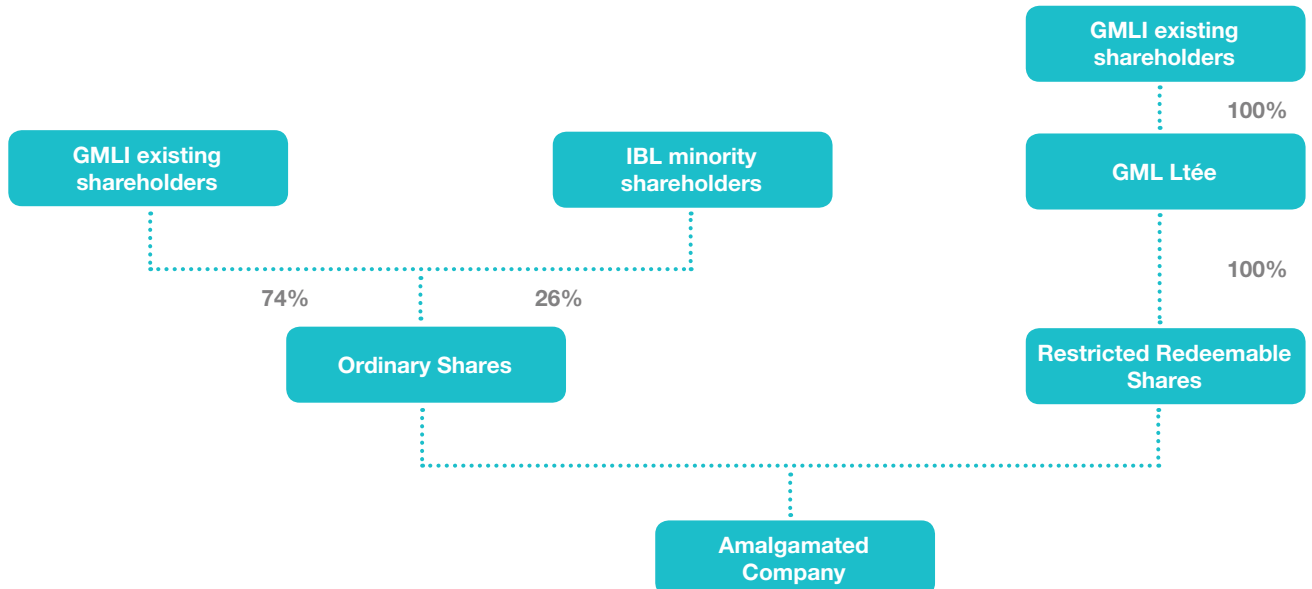 GMLI existing
shareholders
100%
GMLI existing
shareholders
IBL minority
shareholders
GML Ltée
100%
74%
26%
Ordinary Shares
Restricted Redeemable
Shares
Amalgamated
Company